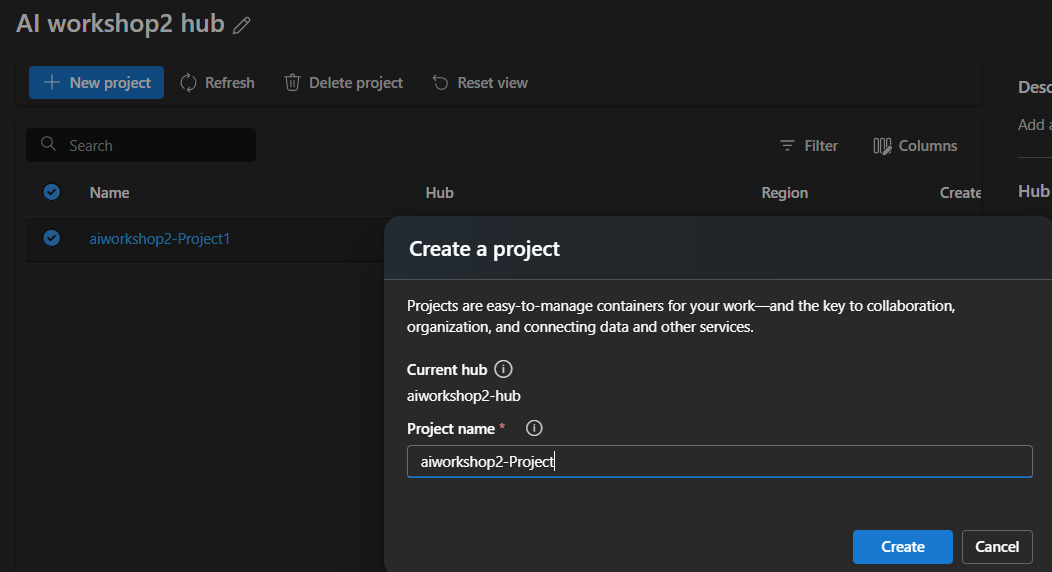 AI workshop2 hub
New project Refresh Delete project Reset view
Search
Filter Columns
Name Hub Region Create
aiworkshop2-Project1
Desc
Add a
Hub
Create a project
Projects are easy-to-manage containers for your work—and the key to collaboration,
organization, and connecting data and other services.
Current hub
aiworkshop2-hub
Project name *
aiworkshop2-Project
Create Cancel